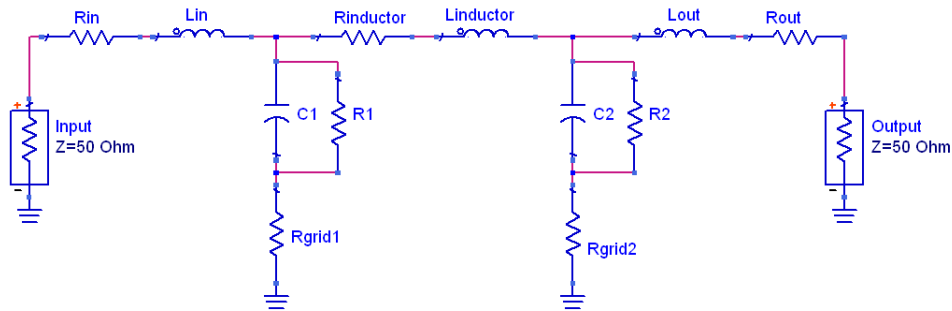 Rin
Lin
Rinductor
Linductor
Lout
Rout
+
Input
Z=50 Ohm
-
C1
R1
C2
R2
+
Output
Z=50 Ohm
-
Rgrid1
Rgrid2